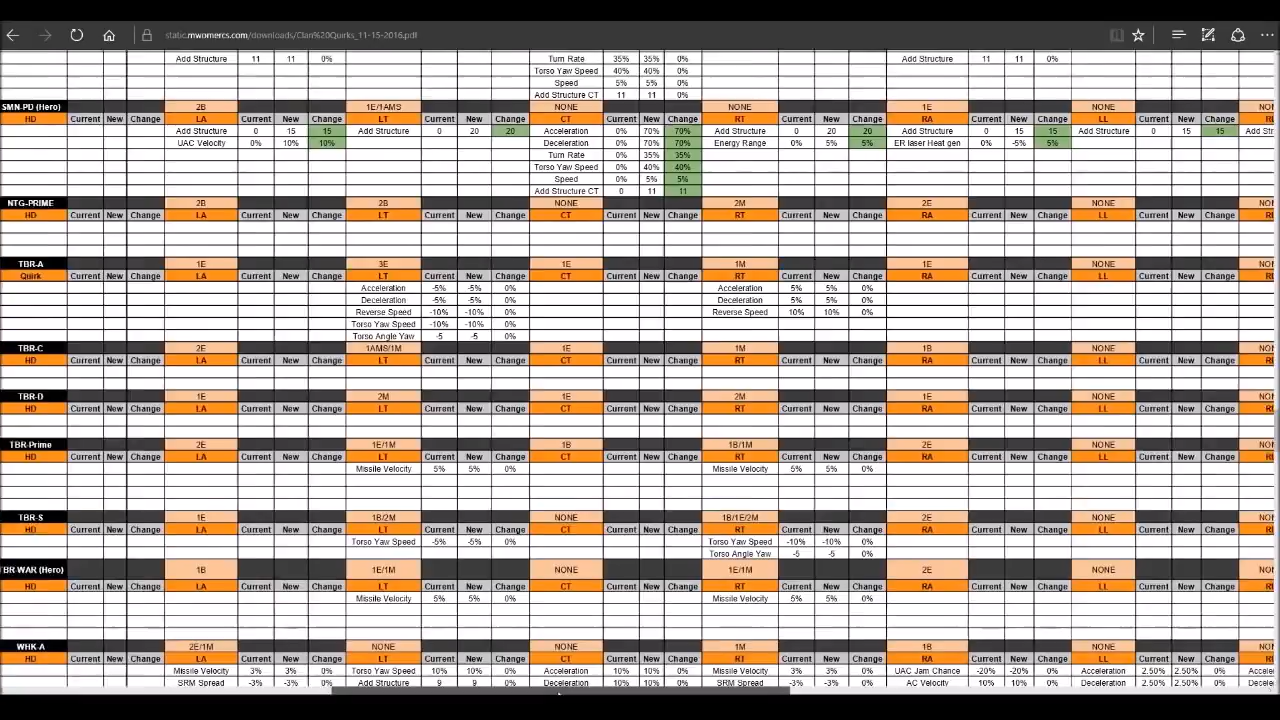 static.mwomercs.com/downloads/Clan%20Quirks_11-15-2016.pdf
Add Structure 11 11 0% Turn Rate 35% 35% 0% Add Structure 11 11 0%
Torso Yaw Speed 40% 40% 0%
Speed 5% 5% 0%
Add Structure CT 11 11 0%
SMN-PD (Hero) 2B 1E/1AMS NONE NONE 1E NONE
HD Current New Change LA Current New Change LT Current New Change CT Current New Change RT Current New Change RA Current New Change LL Current New Change
Add Structure 0 15 15 Add Structure 0 20 20 Acceleration 0% 70% 70% Add Structure 0 20 20 Add Structure 0 15 15 Add Structure 0 15 15 Add Str
UAC Velocity 0% 10% 10% Deceleration 0% 70% 70% Energy Range 0% 5% 5% ER laser Heat gen 0% -5% 5%
Turn Rate 0% 35% 35%
Torso Yaw Speed 0% 40% 40%
Speed 0% 5% 5%
Add Structure CT 0 11 11
NTG-PRIME 2B 2B NONE 2M 2E NONE
HD Current New Change LA Current New Change LT Current New Change CT Current New Change RT Current New Change RA Current New Change LL Current New Change
TBR-A 1E 3E 1E 1M 1E NONE
Quirk Current New Change LA Current New Change LT Current New Change CT Current New Change RT Current New Change RA Current New Change LL Current New Change
Acceleration -5% -5% 0% Acceleration 5% 5% 0%
Deceleration -5% -5% 0% Deceleration 5% 5% 0%
Reverse Speed -10% -10% 0% Reverse Speed 10% 10% 0%
Torso Yaw Speed -10% -10% 0%
Torso Angle Yaw -5 -5 0%
TBR-C 2E 1AMS/1M 1E 1M 1B NONE
HD Current New Change LA Current New Change LT Current New Change CT Current New Change RT Current New Change RA Current New Change LL Current New Change
TBR-D 1E 2M 1E 2M 1E NONE
HD Current New Change LA Current New Change LT Current New Change CT Current New Change RT Current New Change RA Current New Change LL Current New Change
TBR-Prime 2E 1E/1M 1B 1B/1M 2E NONE
HD Current New Change LA Current New Change LT Current New Change CT Current New Change RT Current New Change RA Current New Change LL Current New Change
Missile Velocity 5% 5% 0% Missile Velocity 5% 5% 0%
TBR-S 1E 1B/2M NONE 1B/1E/2M 2E NONE
HD Current New Change LA Current New Change LT Current New Change CT Current New Change RT Current New Change RA Current New Change LL Current New Change
Torso Yaw Speed -5% -5% 0% Torso Yaw Speed -10% -10% 0%
Torso Angle Yaw -5 -5 0%
BR-WAR (Hero) 1B 1E/1M NONE 1E/1M 2E NONE
HD Current New Change LA Current New Change LT Current New Change CT Current New Change RT Current New Change RA Current New Change LL Current New Change
Missile Velocity 5% 5% 0% Missile Velocity 5% 5% 0%
WHK-A 2E/1M NONE NONE 1M 1B NONE
HD Current New Change LA Current New Change LT Current New Change CT Current New Change RT Current New Change RA Current New Change LL Current New Change
Missile Velocity 3% 3% 0% Torso Yaw Speed 10% 10% 0% Acceleration 10% 10% 0% Missile Velocity 3% 3% 0% UAC Jam Chance -20% -20% 0% Acceleration 2.50% 2.50% 0% Accele
SRM Spread -3% -3% 0% Add Structure 9 9 0% Deceleration 10% 10% 0% SRM Spread -3% -3% 0% AC Velocity 10% 10% 0% Deceleration 2.50% 2.50% 0% Decele